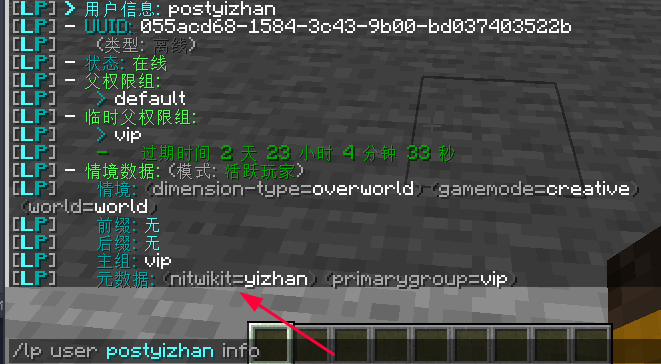 [LP] > 用户信息: postyizhan
[LP] - UUID: 055acd68-1584-3c43-9b00-bd037403522b
[LP] (类型: 离线)
[LP] - 状态: 在线
[LP] - 父权限组:
[LP] > default
[LP] - 临时父权限组:
[LP] > vip
[LP] - 过期时间 2 天 23 小时 4 分钟 33 秒
[LP] - 情境数据: (模式: 活跃玩家)
[LP] 情境: (dimension-type=overworld) (gamemode=creative)
(world=world)
[LP] 前缀: 无
[LP] 后缀: 无
[LP] 主组: vip
[LP] 元数据: (nitwikit=yizhan) (primarygroup=vip)
/lp user postyizhan info